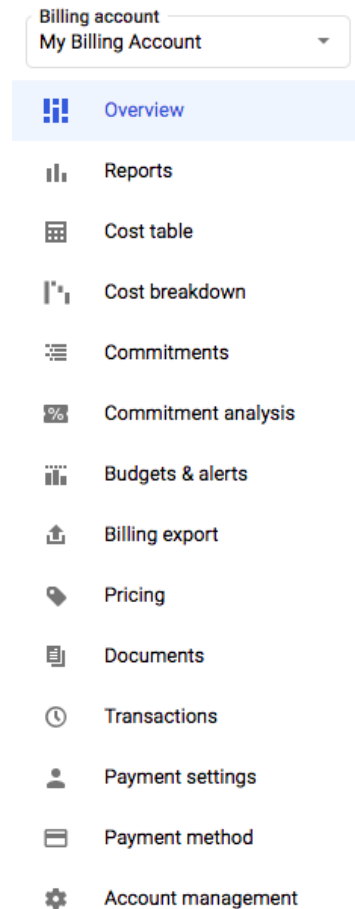 Billing account
My Billing Account
Overview
Reports
Cost table
Cost breakdown
Commitments
Commitment analysis
Budgets & alerts
Billing export
Pricing
Documents
Transactions
Payment settings
Payment method
Account management